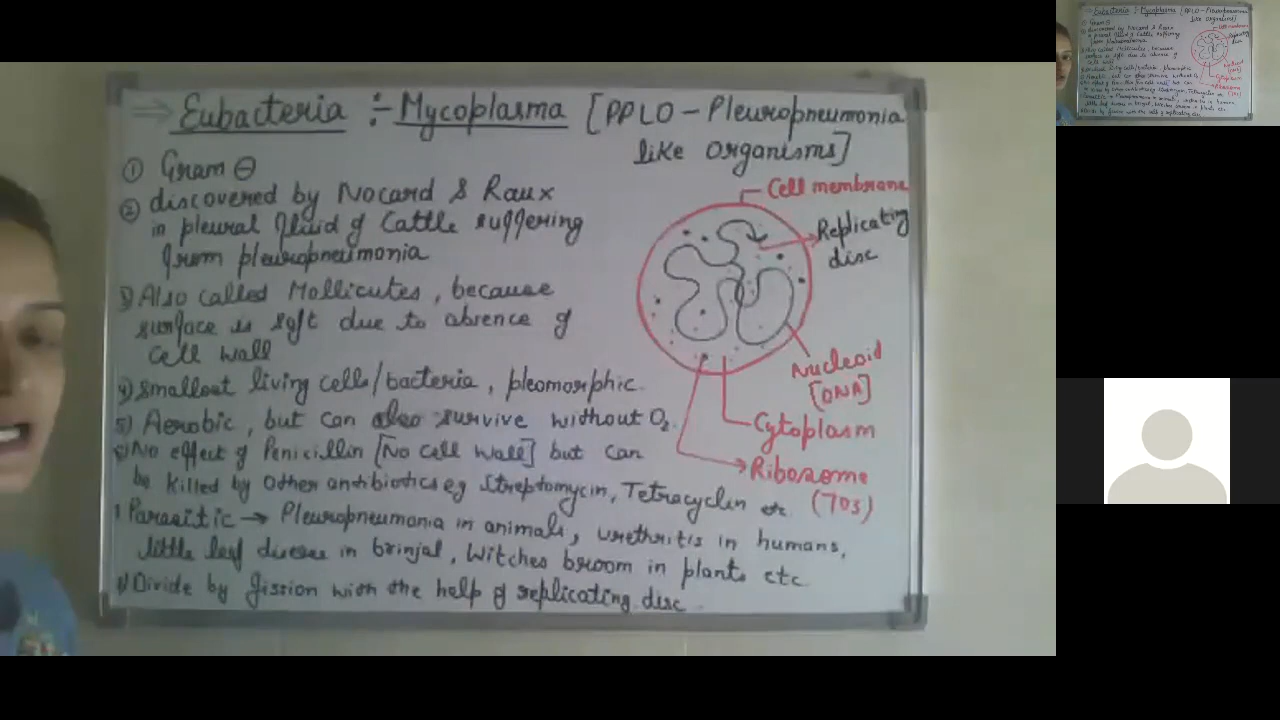 ⇒ Eubacteria ÷ Mycoplasma [PPLO - Pleuropneumonia
like Organisms]
① Gram ⊖
② discovered by Nocard & Raux
in pleural fluid of Cattle suffering
from pleuropneumonia
3) Also called Mollicutes, because
surface is soft due to absence of
Cell wall
4) Smallest living cells/bacteria, pleomorphic.
5) Aerobic, but can also survive without O₂.
6) No effect of Penicillin [No Cell Wall] but can
be killed by other antibiotics eg Streptomycin, Tetracyclin etc.
Parasitic → Pleuropneumonia in animals, urethritis in humans,
little leaf disease in brinjal, Witches broom in plants etc
8) Divide by fission with the help of replicating disc.
Cell membrane
Replicating
disc
Nucleoid
[DNA]
Cytoplasm
Ribosome
(70s)